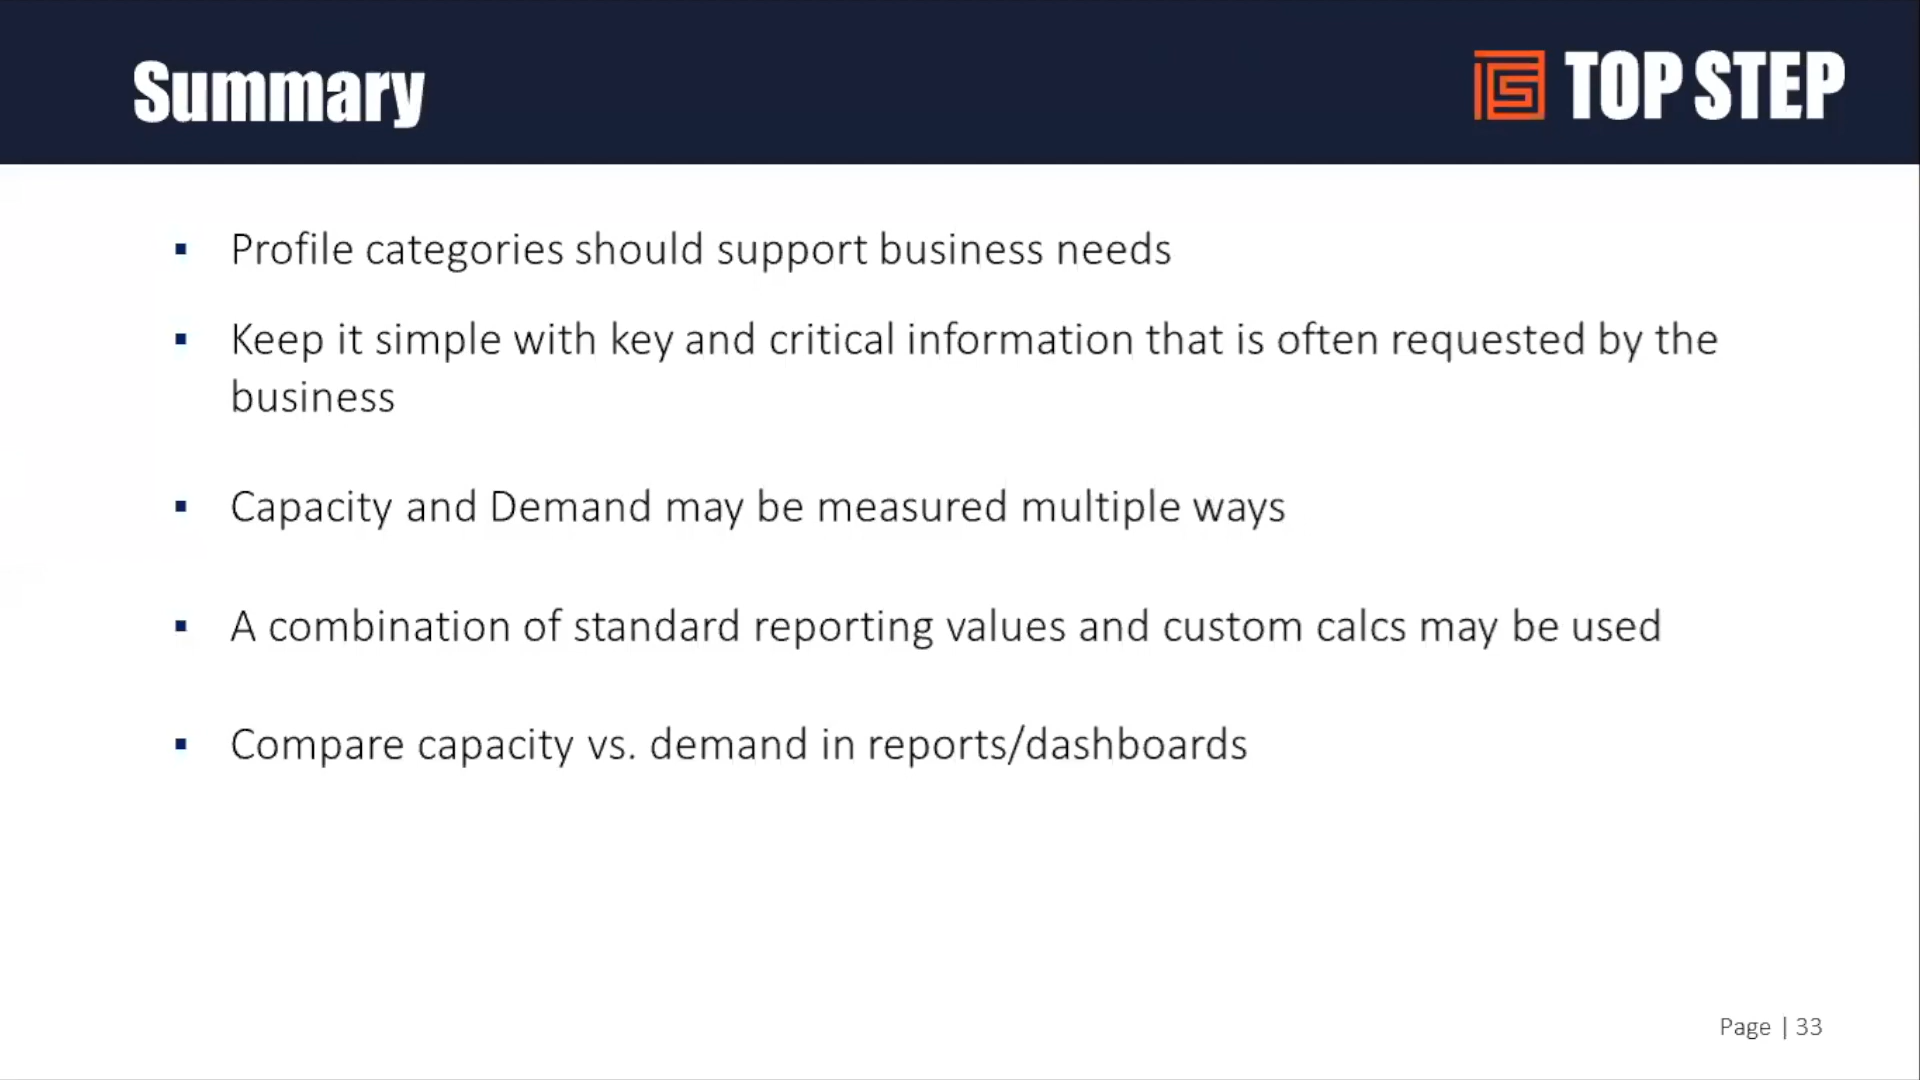 Summary
TOP STEP
▪ Profile categories should support business needs
▪ Keep it simple with key and critical information that is often requested by the
business
▪ Capacity and Demand may be measured multiple ways
▪ A combination of standard reporting values and custom calcs may be used
▪ Compare capacity vs. demand in reports/dashboards
Page | 33